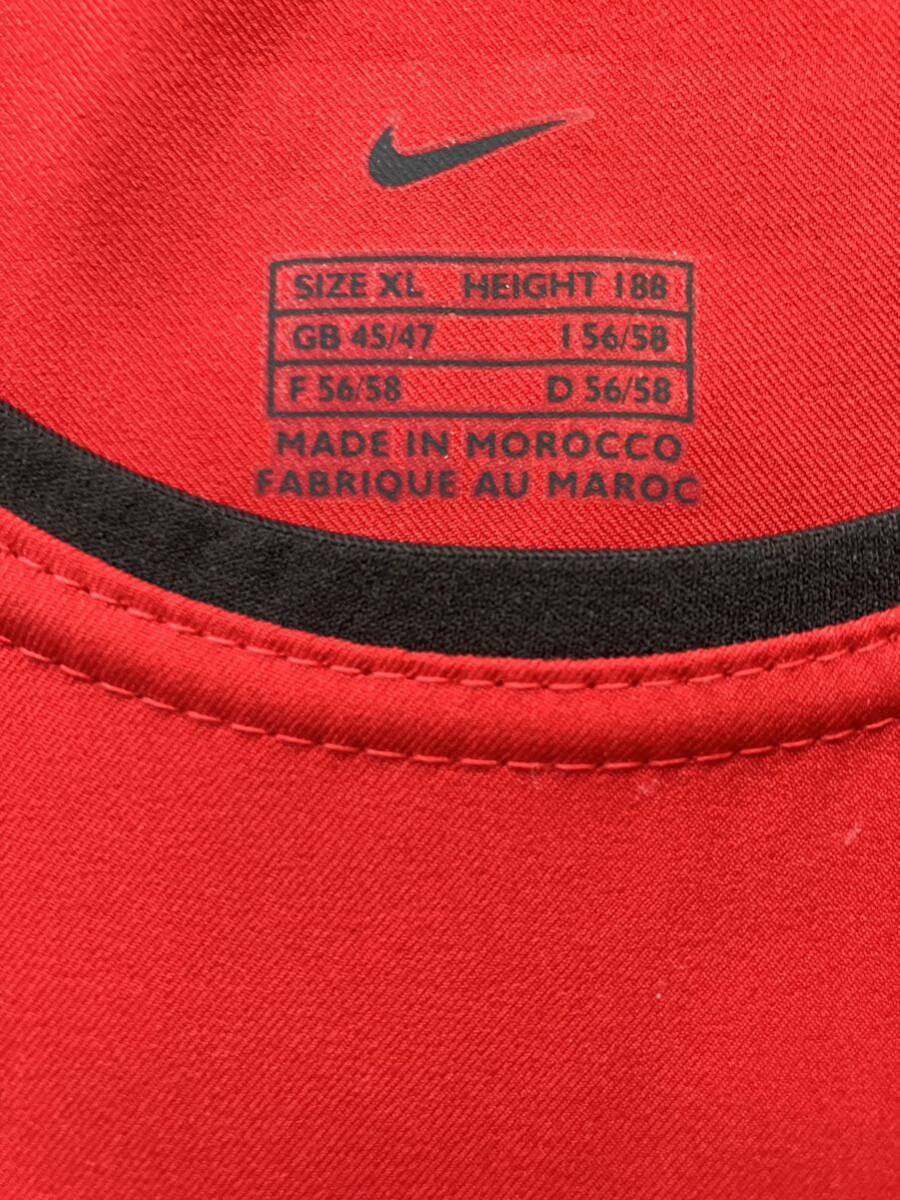 SIZE XL HEIGHT 188
GB 45/47 I 56/58
F 56/58 D 56/58
MADE IN MOROCCO
FABRIQUE AU MAROC